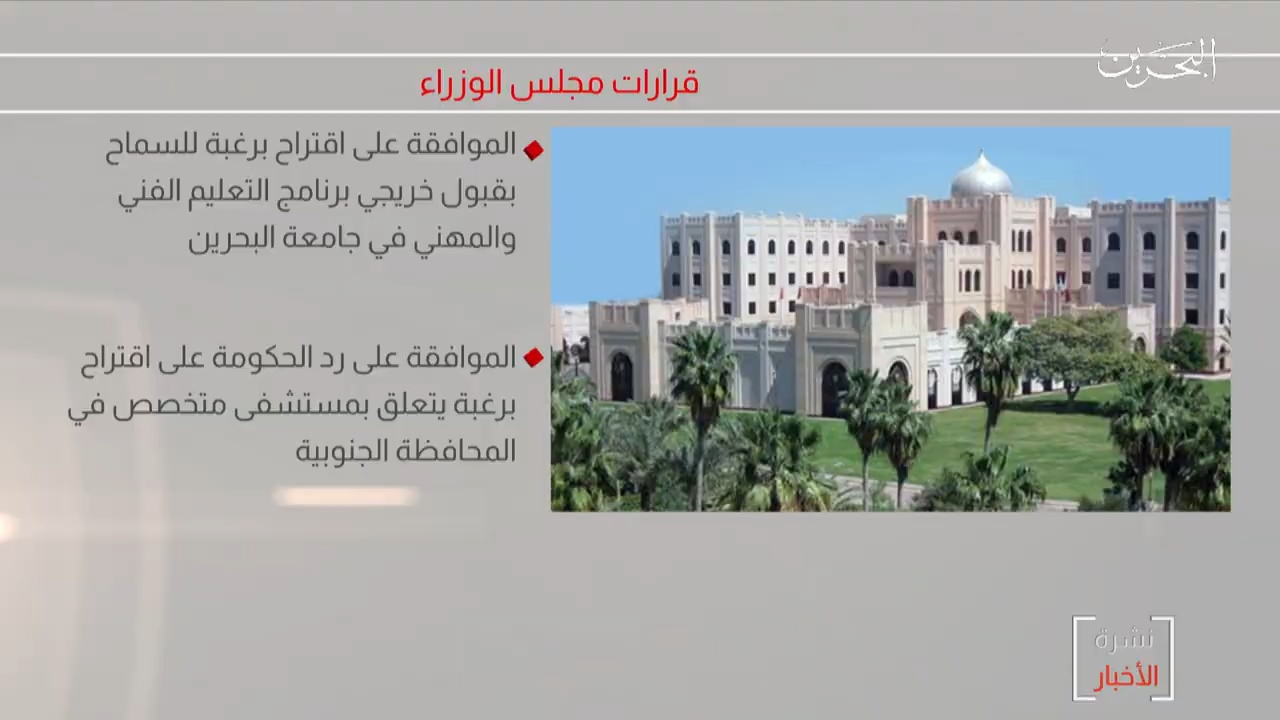 البحرين
قرارات مجلس الوزراء
الموافقة على اقتراح برغبة للسماح
بقبول خريجي برنامج التعليم الفني
والمهني في جامعة البحرين
الموافقة على رد الحكومة على اقتراح
برغبة يتعلق بمستشفى متخصص في
المحافظة الجنوبية
نشرة
الأخبار